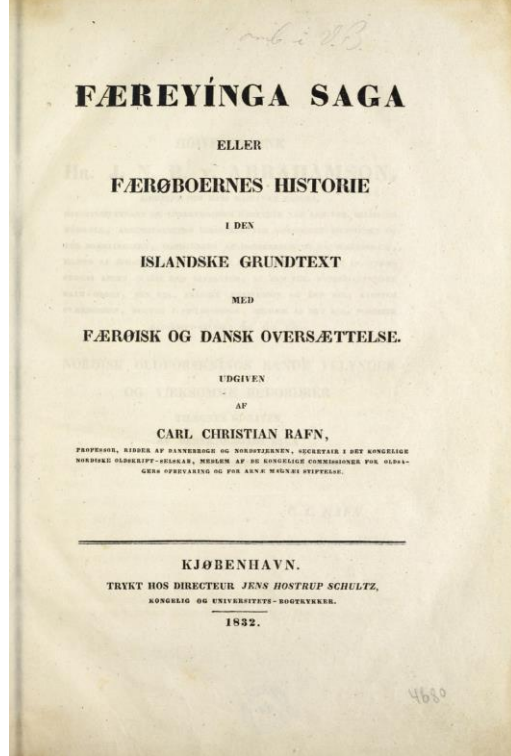 FÆREYÍNGA SAGA
ELLER
FÆRØBOERNES HISTORIE
I DEN
ISLANDSKE GRUNDTEXT
MED
FÆRØISK OG DANSK OVERSÆTTELSE.
UDGIVEN
AF
CARL CHRISTIAN RAFN,
PROFESSOR, RIDDER AF DANNEBROGE OG NORDSTJERNEN, SECRETAIR I DET KONGELIGE
NORDISKE OLDSKRIFT-SELSKAB, MEDLEM AF DE KONGELIGE COMMISSIONER FOR OLDSA-
GERS OPBEVARING OG FOR ARNÆ MAGNÆI STIFTELSE.
KJØBENHAVN.
TRYKT HOS DIRECTEUR JENS HOSTRUP SCHULTZ,
KONGELIG OG UNIVERSITETS-BOGTRYKKER.
1832.
4680